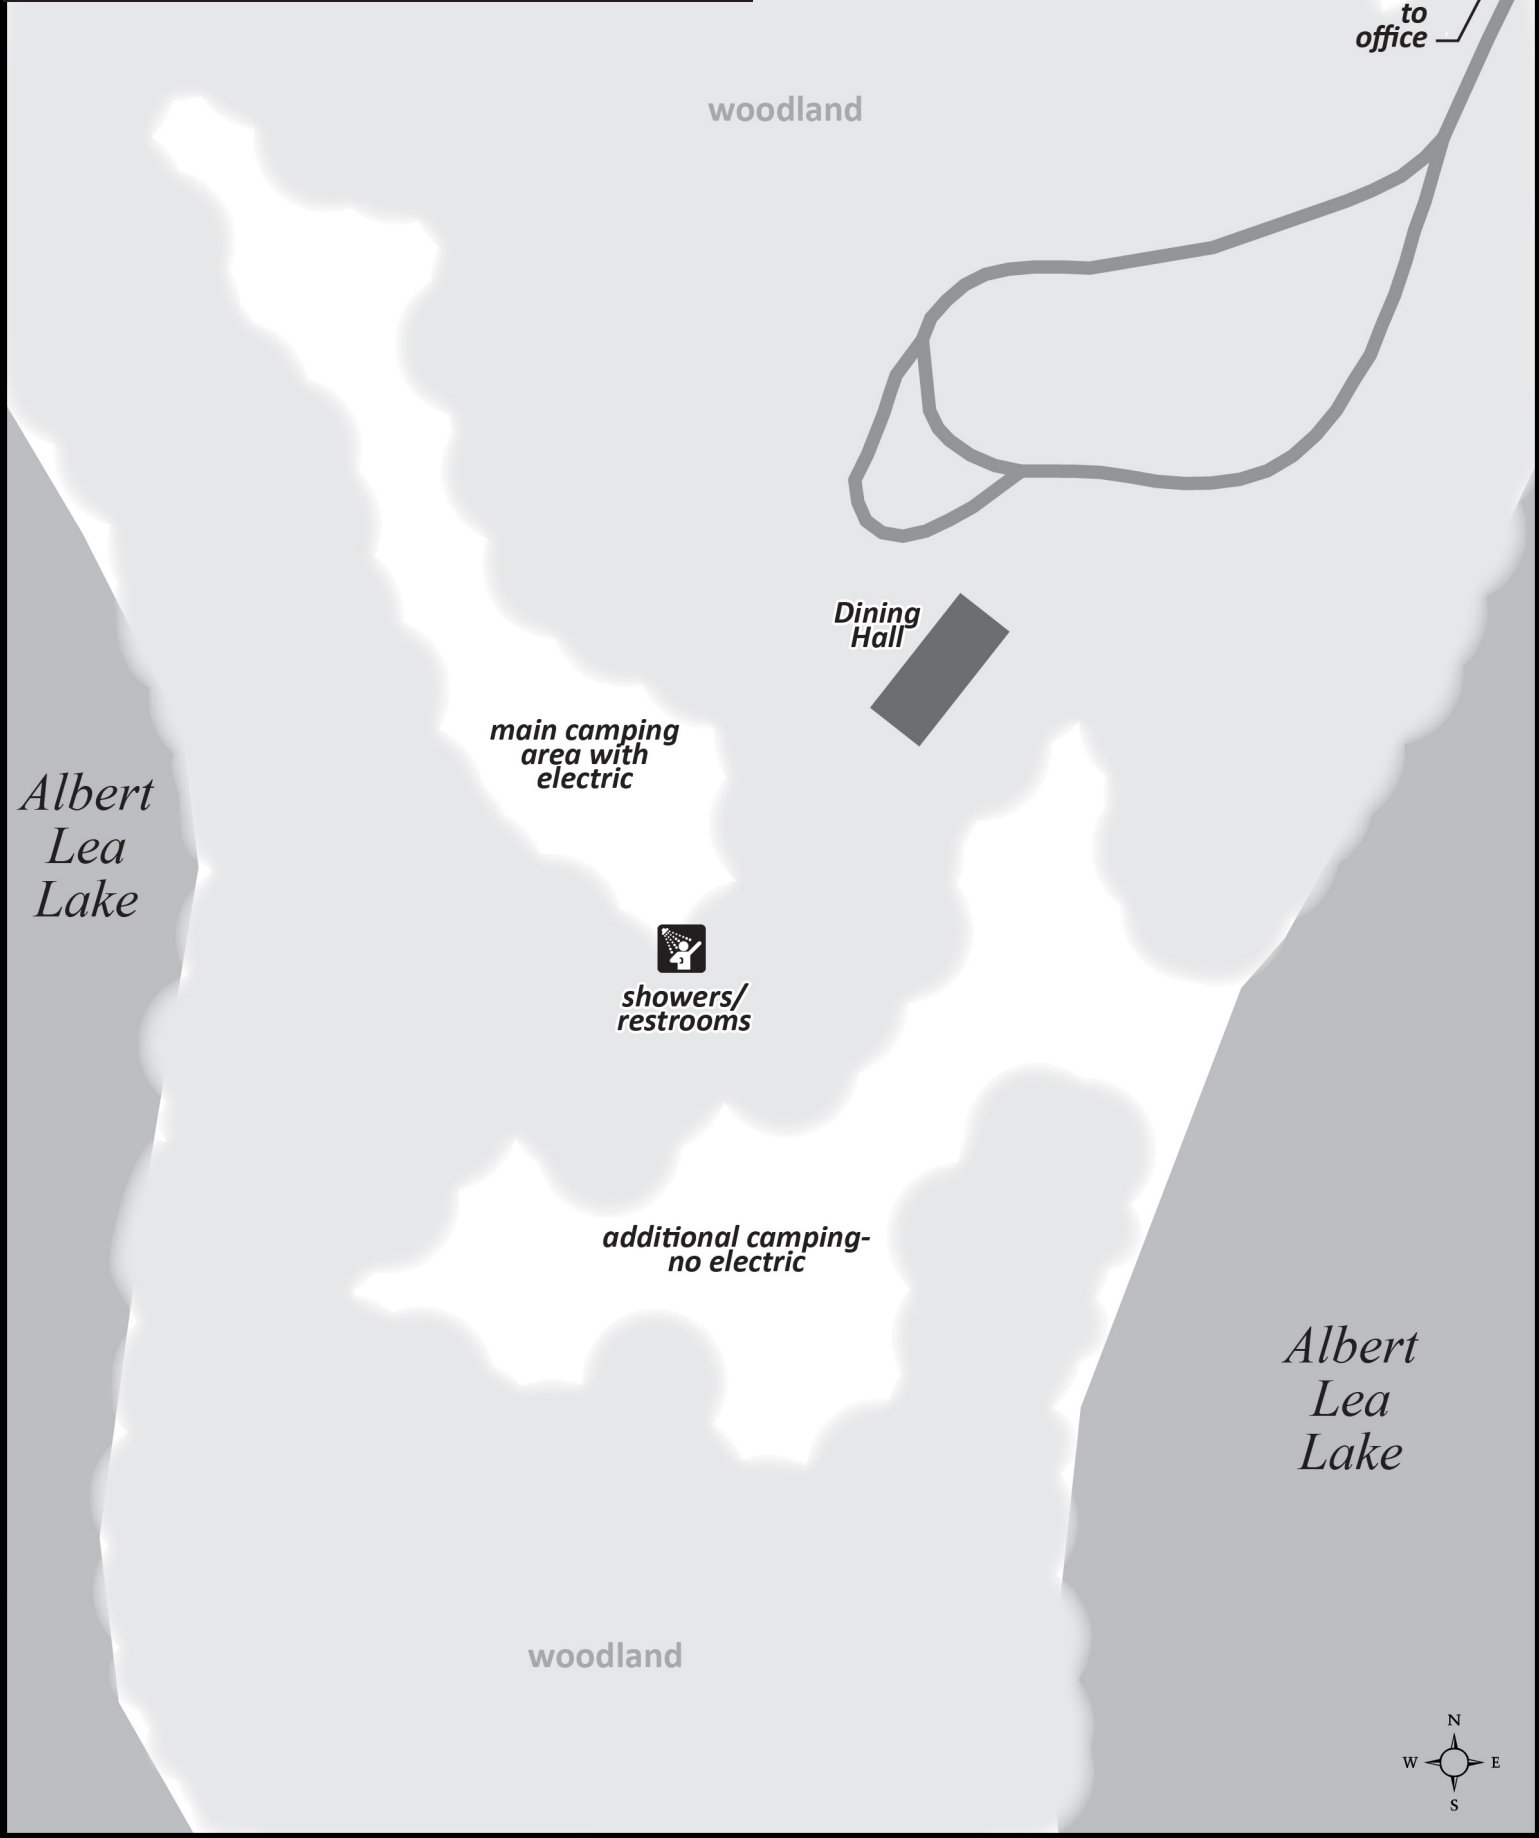 to
office
woodland
Dining
Hall
main camping
area with
electric
Albert
Lea
Lake
showers/
restrooms
additional camping-
no electric
Albert
Lea
Lake
woodland
N
W E
S